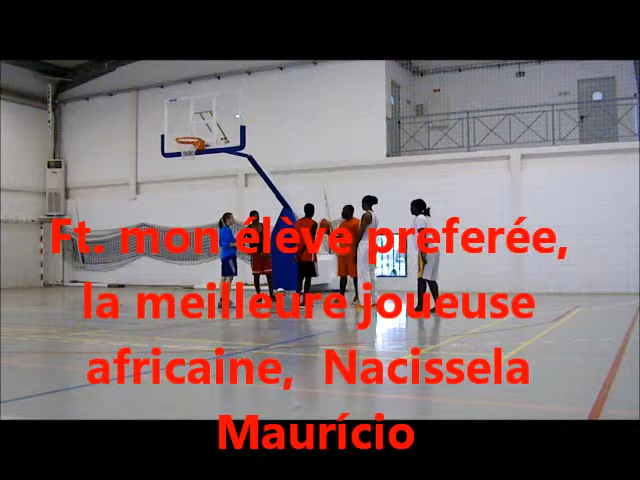 Ft. mon élève preferée,
la meilleure joueuse
africaine, Nacissela
Maurício